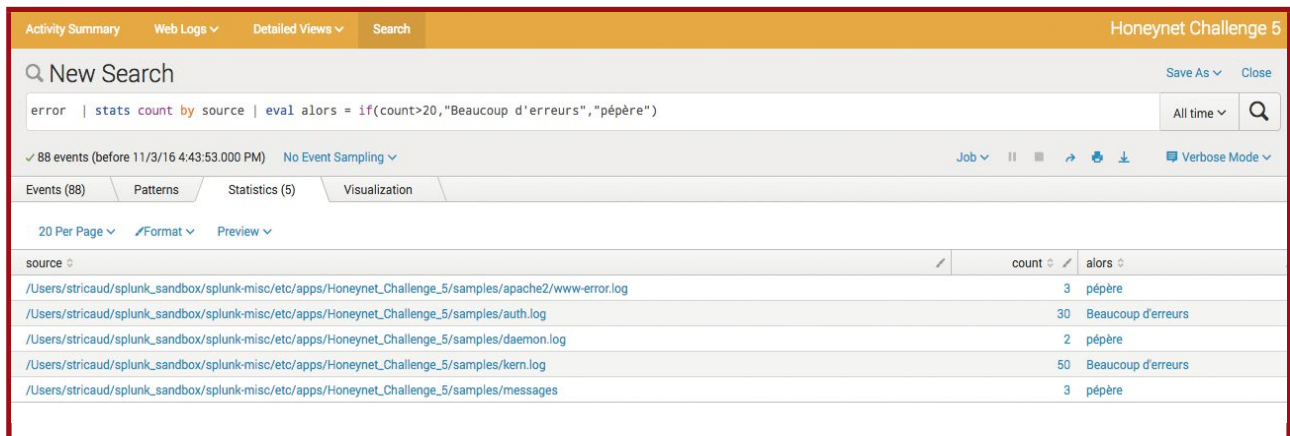 Activity Summary Web Logs Detailed Views Search Honeynet Challenge 5
New Search Save As Close
error | stats count by source | eval alors = if(count>20,"Beaucoup d'erreurs","pépère") All time
88 events (before 11/3/16 4:43:53.000 PM) No Event Sampling Job Verbose Mode
Events (88) Patterns Statistics (5) Visualization
20 Per Page Format Preview
source count alors
/Users/stricaud/splunk_sandbox/splunk-misc/etc/apps/Honeynet_Challenge_5/samples/apache2/www-error.log 3 pépère
/Users/stricaud/splunk_sandbox/splunk-misc/etc/apps/Honeynet_Challenge_5/samples/auth.log 30 Beaucoup d'erreurs
/Users/stricaud/splunk_sandbox/splunk-misc/etc/apps/Honeynet_Challenge_5/samples/daemon.log 2 pépère
/Users/stricaud/splunk_sandbox/splunk-misc/etc/apps/Honeynet_Challenge_5/samples/kern.log 50 Beaucoup d'erreurs
/Users/stricaud/splunk_sandbox/splunk-misc/etc/apps/Honeynet_Challenge_5/samples/messages 3 pépère